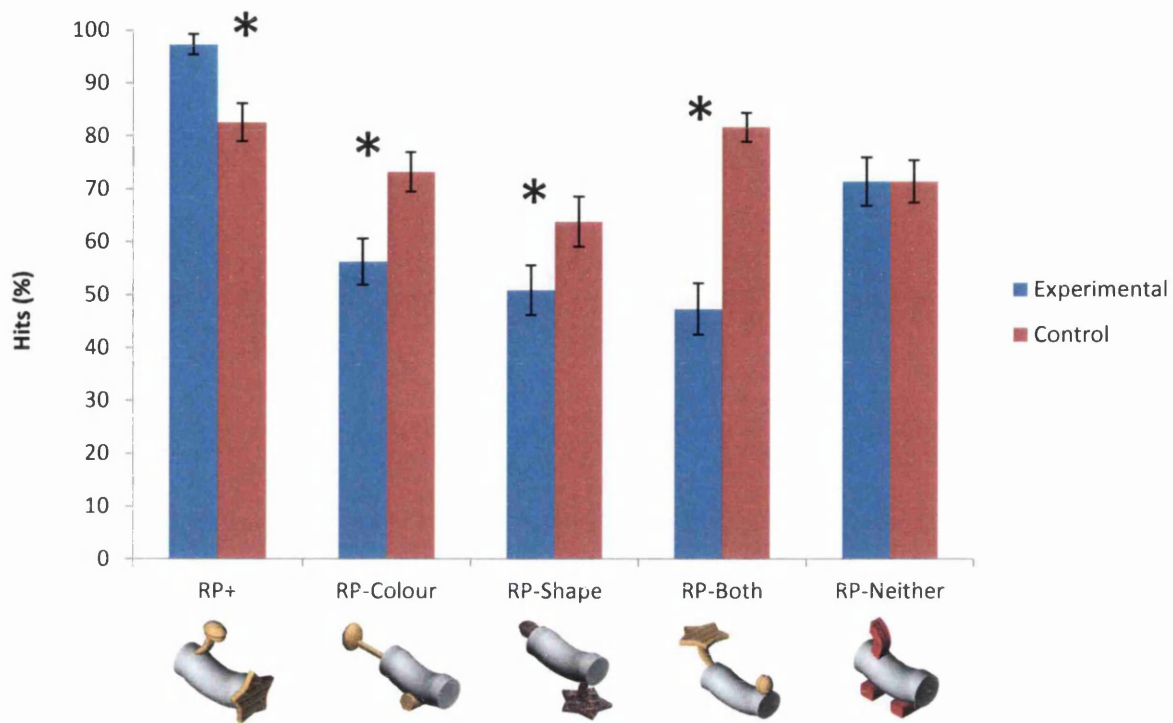 100
90
80
70
60
50
40
30
20
10
0
Hits (%)
* * * *
Experimental
Control
RP+ RP-Colour RP-Shape RP-Both RP-Neither